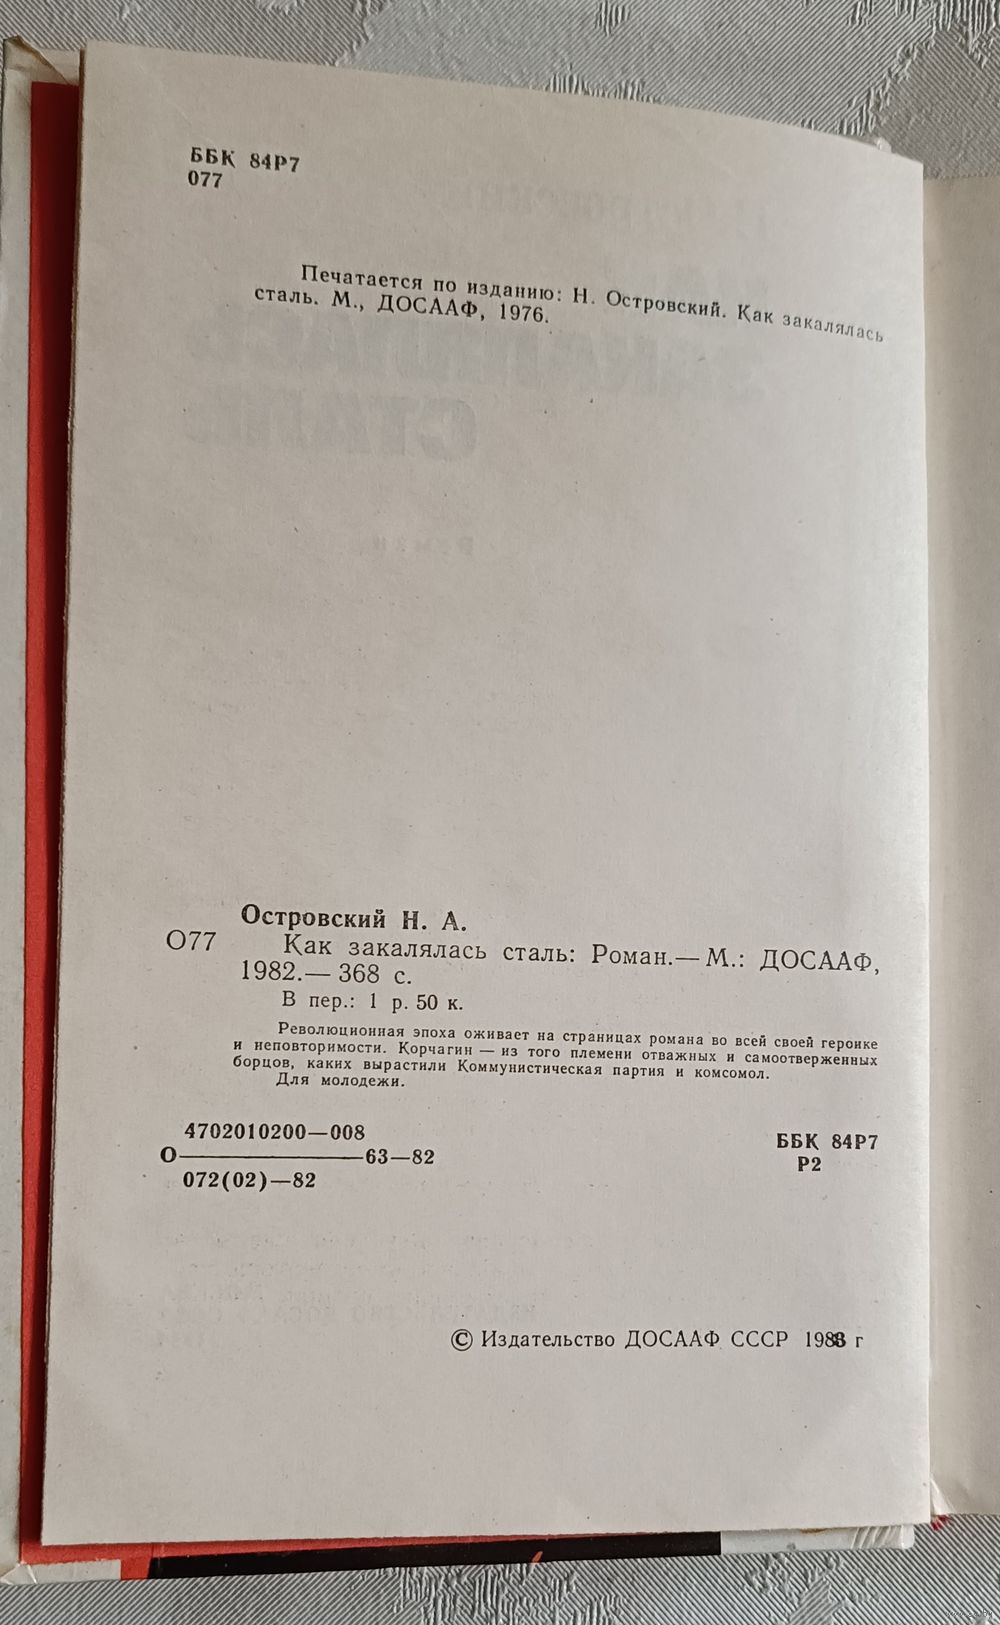 ББК 84Р7
О77
Печатается по изданию: Н. Островский. Как закалялась
сталь. М., ДОСААФ, 1976.
Островский Н. А.
О77 Как закалялась сталь: Роман.— М.: ДОСААФ,
1982.— 368 с.
В пер.: 1 р. 50 к.
Революционная эпоха оживает на страницах романа во всей своей героике
и неповторимости. Корчагин — из того племени отважных и самоотверженных
борцов, каких вырастили Коммунистическая партия и комсомол.
Для молодежи.
4702010200—008
О————————63—82
072(02)—82
ББК 84Р7
Р2
© Издательство ДОСААФ СССР г